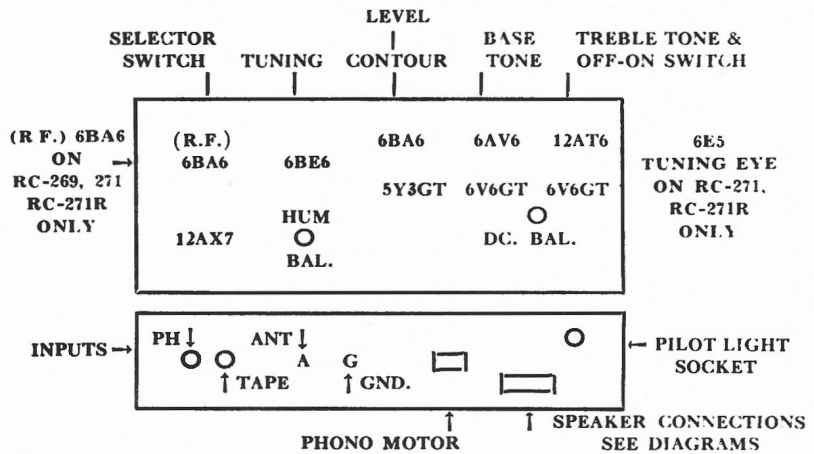 LEVEL
SELECTOR BASE TREBLE TONE &
SWITCH TUNING CONTOUR TONE OFF-ON SWITCH
(R F.) 6BA6
ON
RC-269, 271
RC-271R
ONLY
(R.F.) 6BA6 6AV6 12AT6
6BA6 6BE6
5Y3GT 6V6GT 6V6GT
HUM
12AX7 DC. BAL.
BAL.
6E5
TUNING EYE
ON RC-271,
RC-271R
ONLY
PH ANT
INPUTS A G PILOT LIGHT
TAPE GND. SOCKET
SPEAKER CONNECTIONS
PHONO MOTOR SEE DIAGRAMS